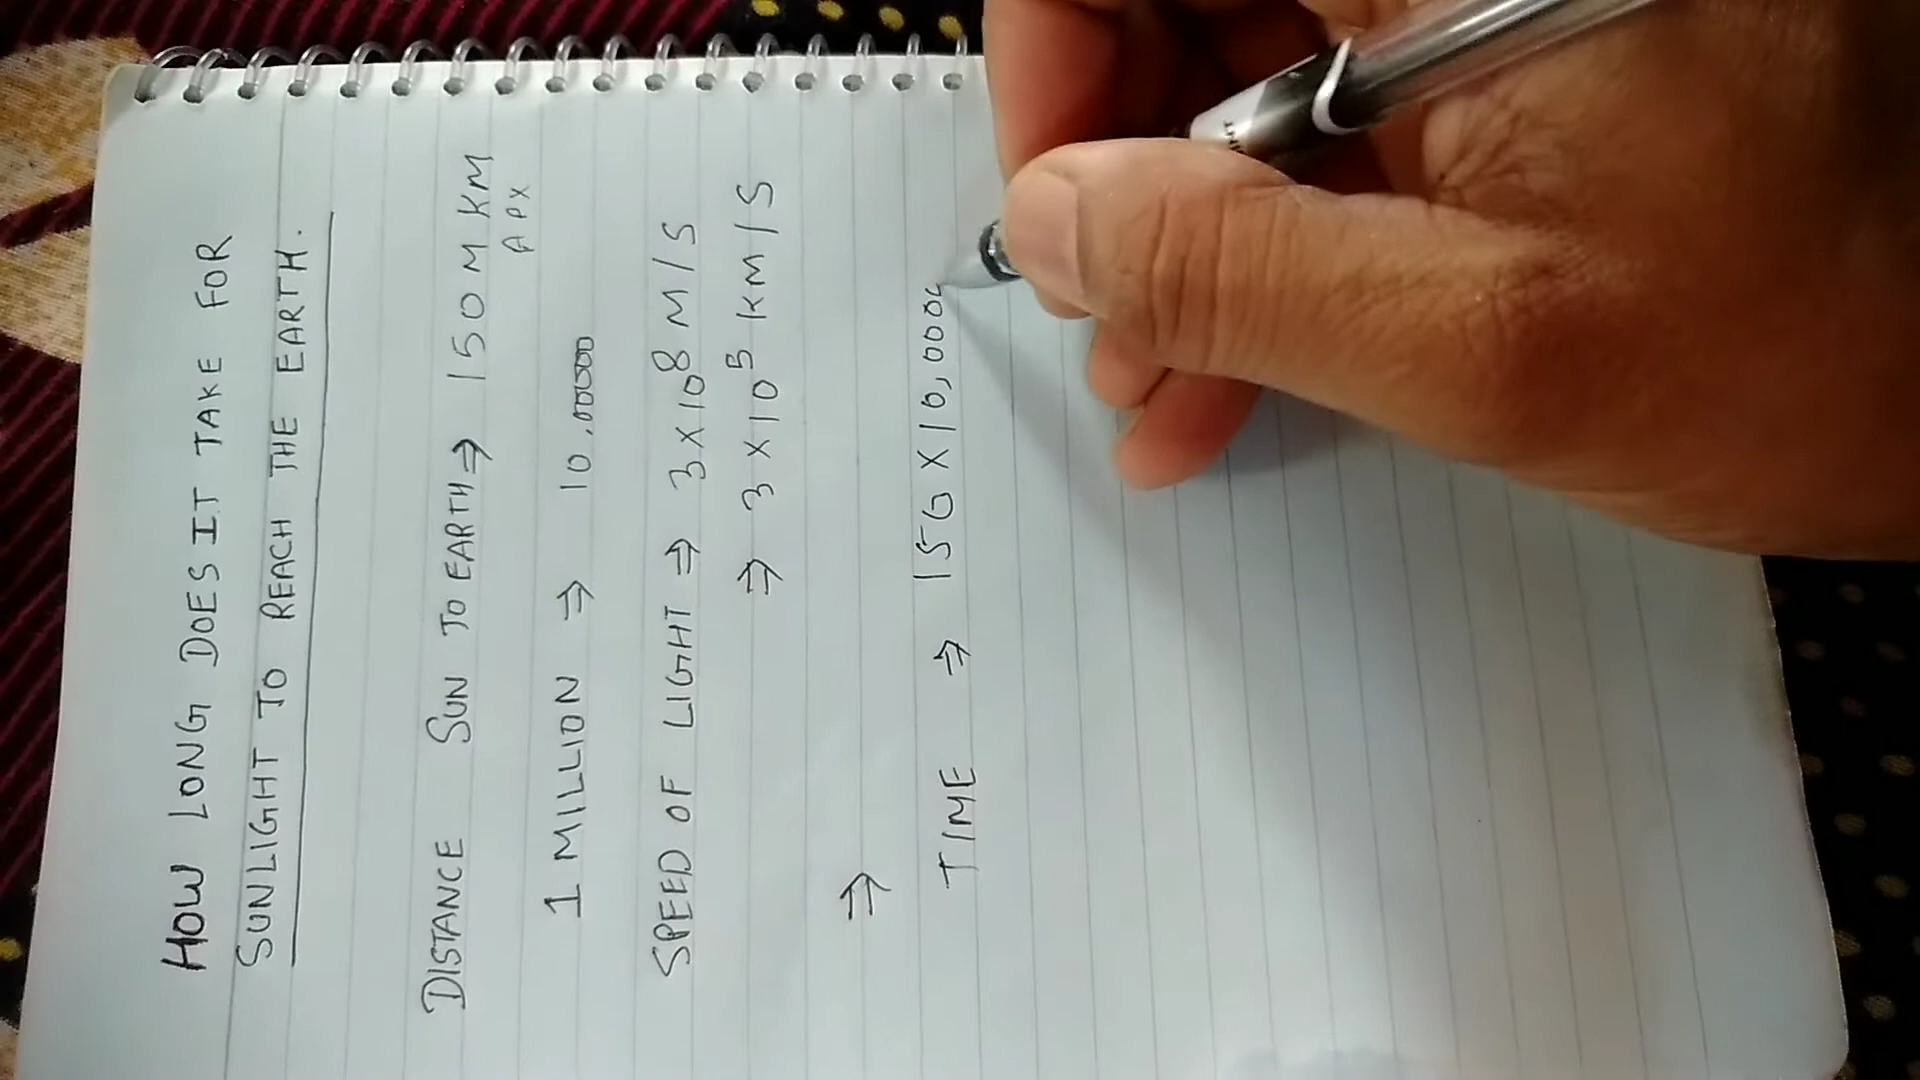 HOW LONG DOES IT TAKE FOR
SUNLIGHT TO REACH THE EARTH.
DISTANCE SUN TO EARTH ⇒ 150 M KM
APX
1 MILLION ⇒ 10,00000
SPEED OF LIGHT ⇒ 3 X 10⁸ M/S
⇒ 3 X 10⁵ KM/S
⇒
TIME ⇒ 150 X 10,0000